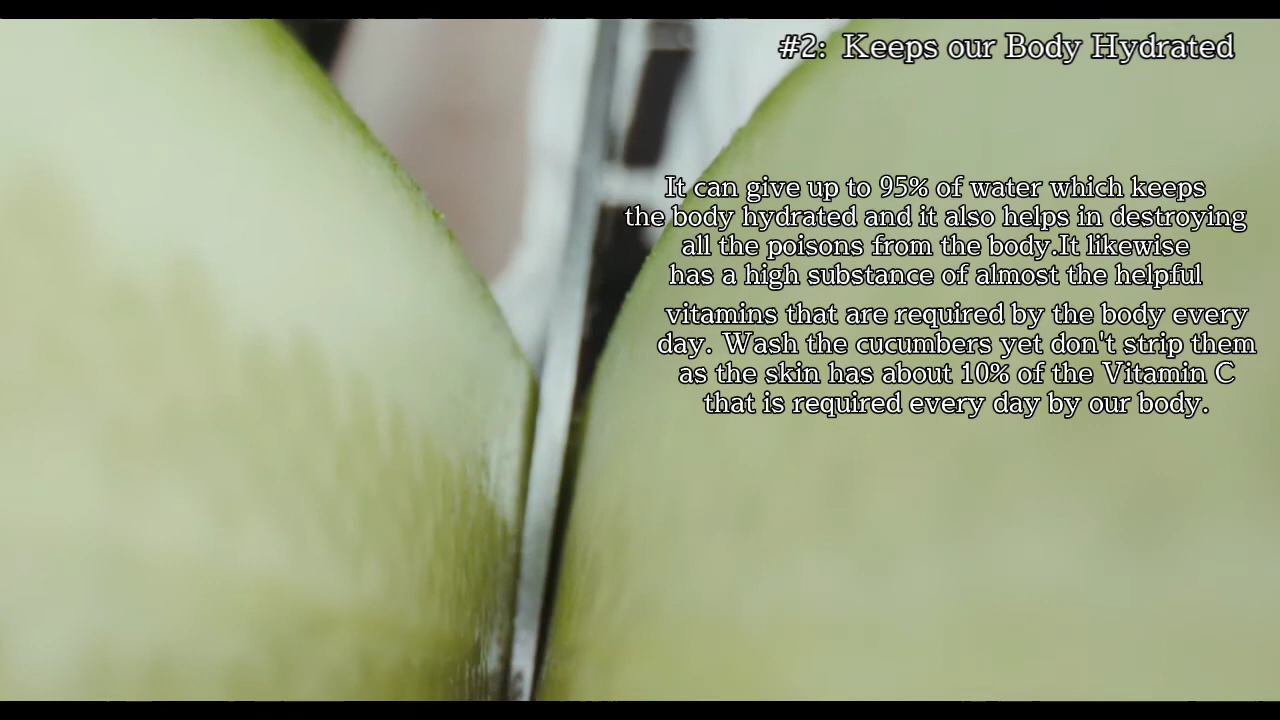 #2: Keeps our Body Hydrated
It can give up to 95% of water which keeps
the body hydrated and it also helps in destroying
all the poisons from the body.It likewise
has a high substance of almost the helpful
vitamins that are required by the body every
day. Wash the cucumbers yet don't strip them
as the skin has about 10% of the Vitamin C
that is required every day by our body.